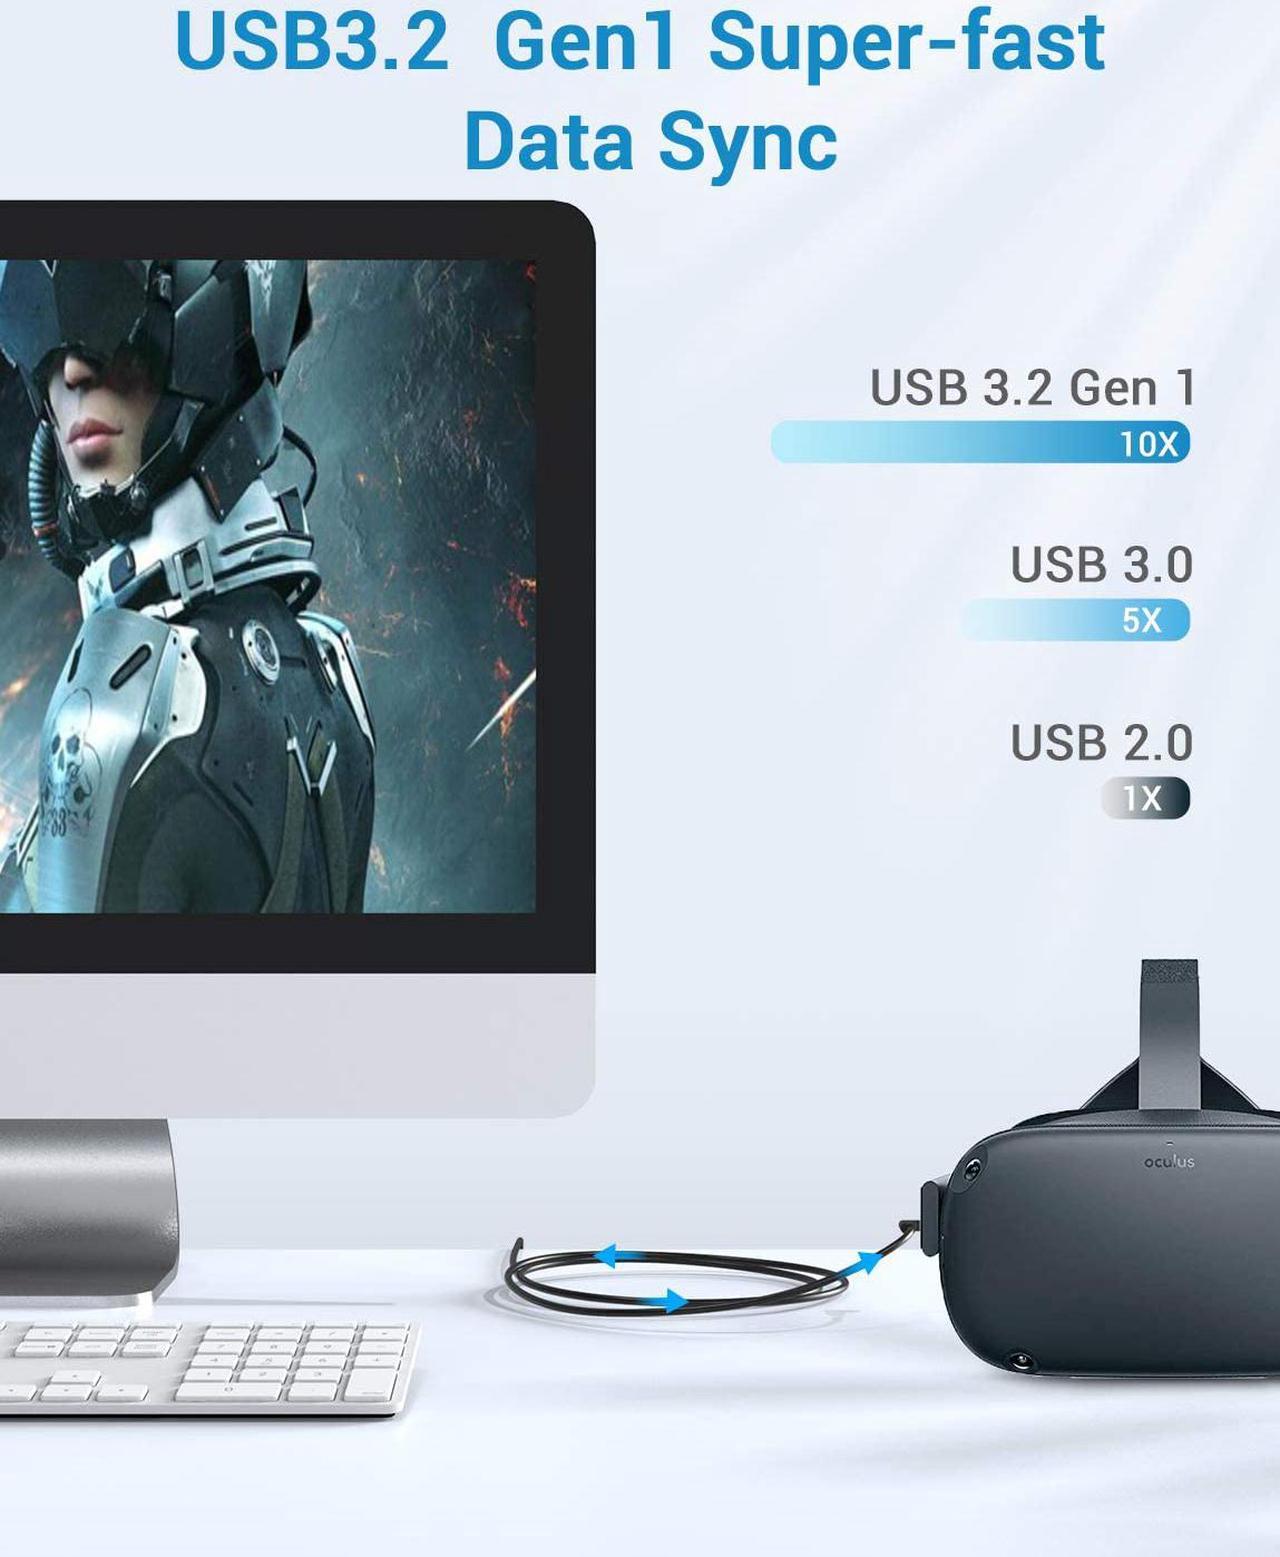 USB3.2 Gen1 Super-fast
Data Sync
USB 3.2 Gen 1
10X
USB 3.0
5X
USB 2.0
1X
oculus